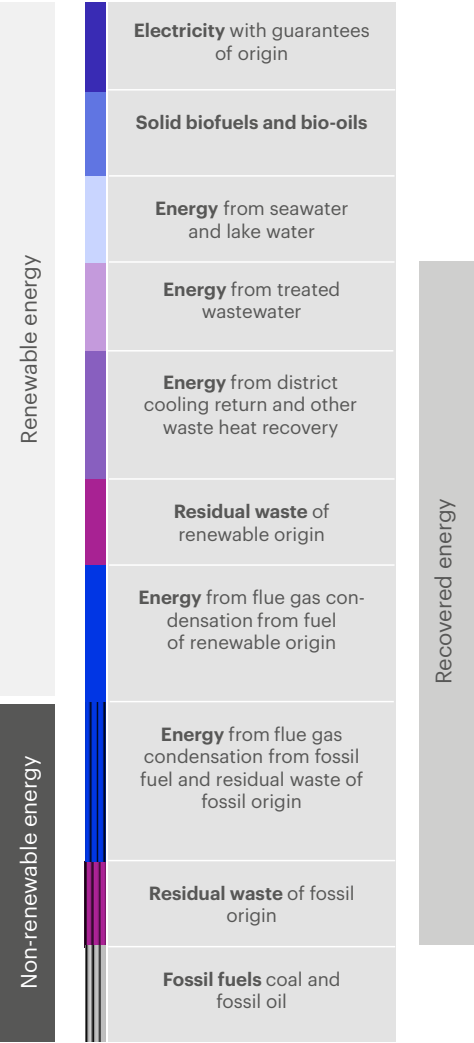 Renewable energy
Electricity with guarantees
of origin
Solid biofuels and bio-oils
Energy from seawater
and lake water
Energy from treated
wastewater
Energy from district
cooling return and other
waste heat recovery
Residual waste of
renewable origin
Energy from flue gas con-
densation from fuel
of renewable origin
Non-renewable energy
Energy from flue gas
condensation from fossil
fuel and residual waste of
fossil origin
Residual waste of fossil
origin
Fossil fuels coal and
fossil oil
Recovered energy